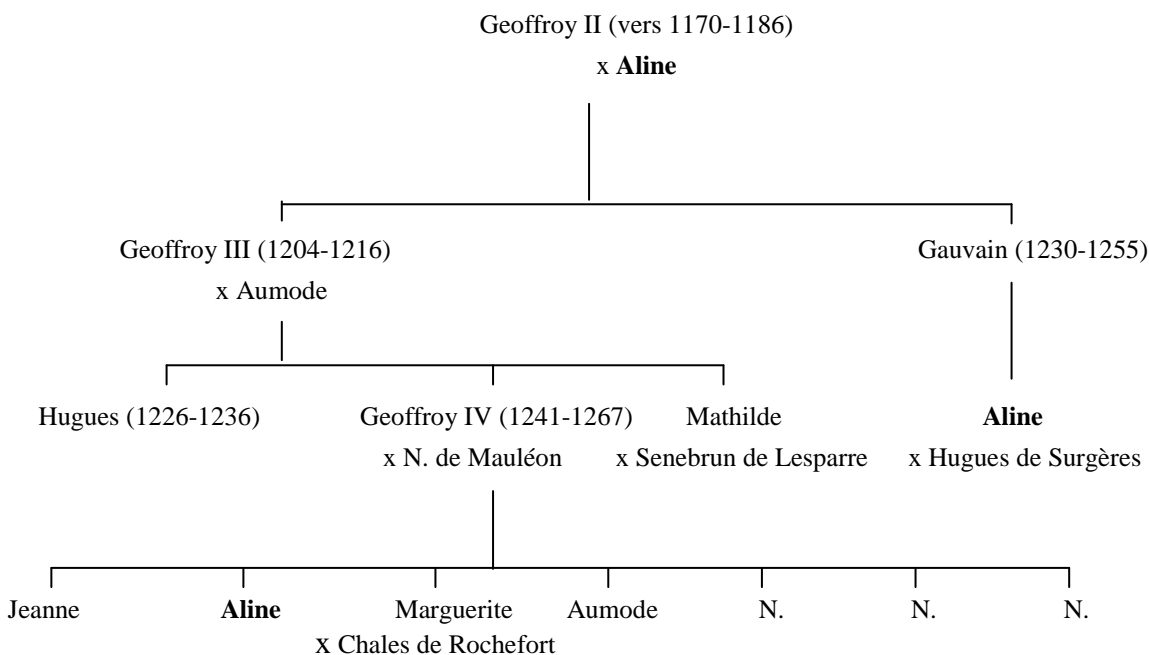 Geoffroy II (vers 1170-1186)
x Aline
Geoffroy III (1204-1216)
Gauvain (1230-1255)
x Aumode
Hugues (1226-1236)
Geoffroy IV (1241-1267)
Mathilde
Aline
x N. de Mauléon
x Senebrun de Lesparre
x Hugues de Surgères
Jeanne
Aline
Marguerite
Aumode
N.
N.
N.
x Chales de Rochefort